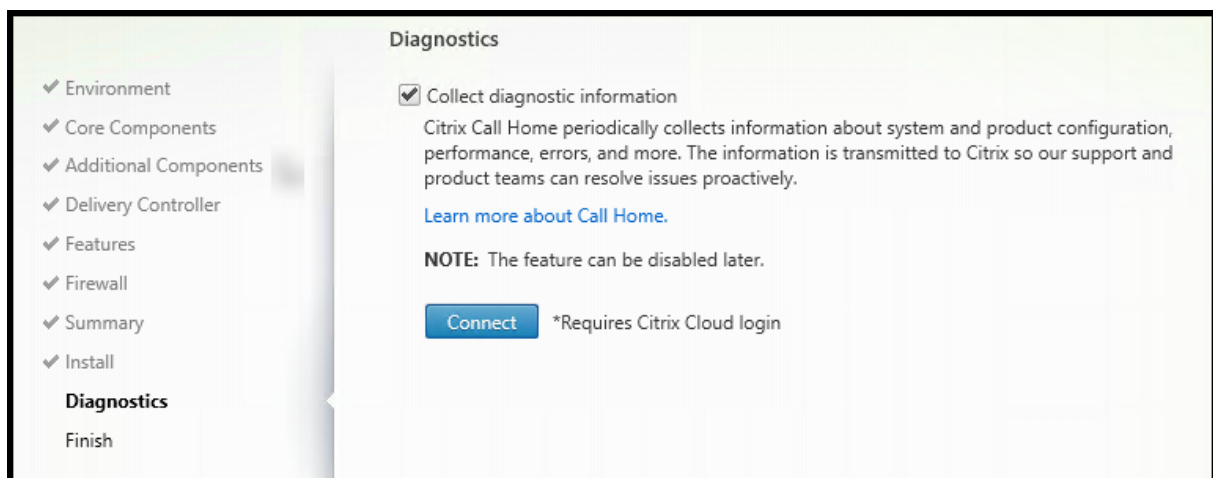 Diagnostics
Environment
Core Components
Additional Components
Delivery Controller
Features
Firewall
Summary
Install
Diagnostics
Finish
Collect diagnostic information
Citrix Call Home periodically collects information about system and product configuration,
performance, errors, and more. The information is transmitted to Citrix so our support and
product teams can resolve issues proactively.
Learn more about Call Home.
NOTE: The feature can be disabled later.
Connect *Requires Citrix Cloud login